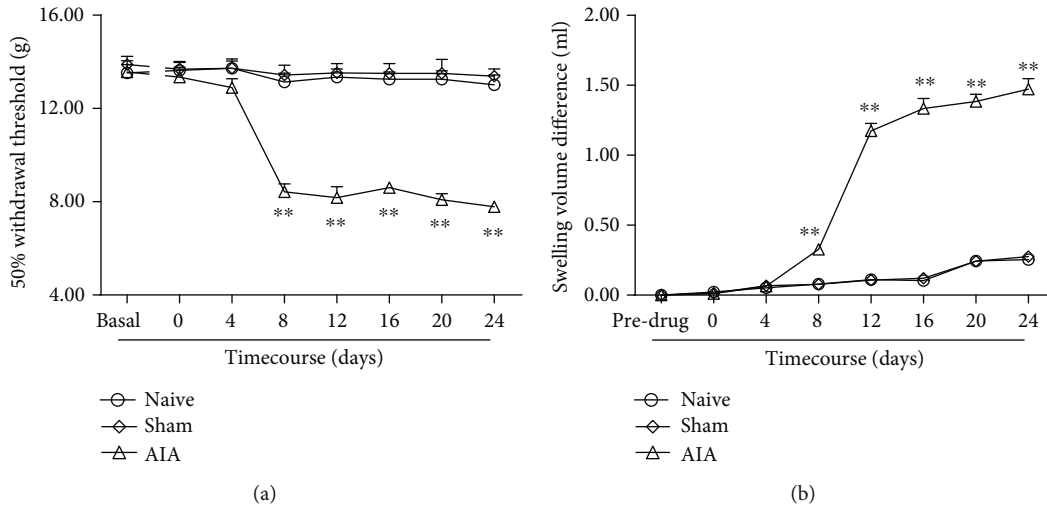 50% withdrawal threshold (g)
16.00
12.00
8.00
4.00
** ** ** ** **
Basal 0 4 8 12 16 20 24
Timecourse (days)
Naive
Sham
AIA
(a)
Swelling volume difference (ml)
2.00
1.50
1.00
0.50
0.00
** ** ** ** **
Pre-drug 0 4 8 12 16 20 24
Timecourse (days)
Naive
Sham
AIA
(b)